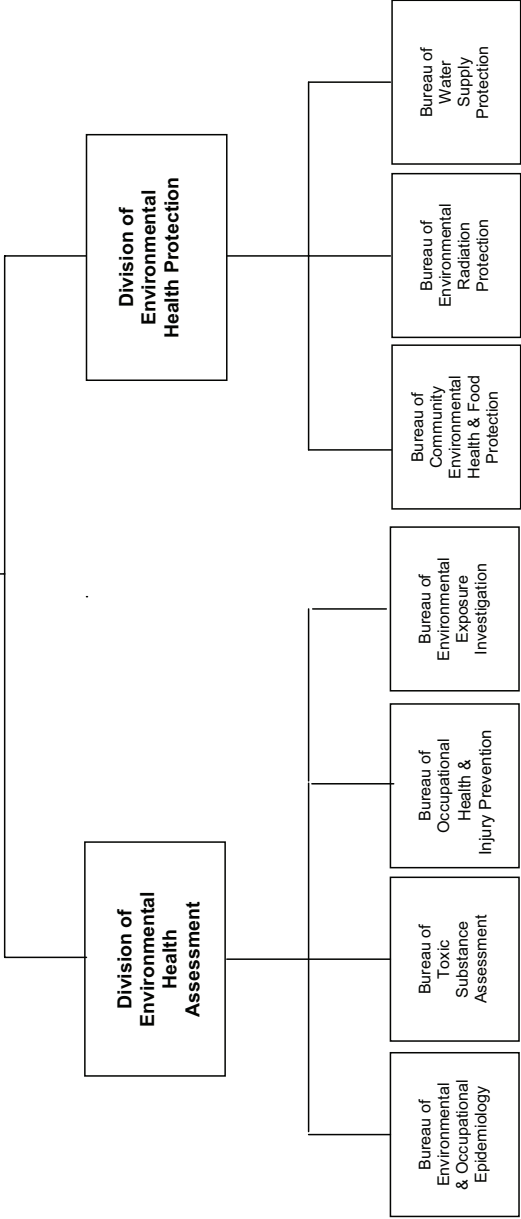 Division of
Environmental
Health
Assessment
Division of
Environmental
Health Protection
Bureau of
Environmental
& Occupational
Epidemiology
Bureau of
Toxic
Substance
Assessment
Bureau of
Occupational
Health &
Injury Prevention
Bureau of
Environmental
Exposure
Investigation
Bureau of
Community
Environmental
Health & Food
Protection
Bureau of
Environmental
Radiation
Protection
Bureau of
Water
Supply
Protection